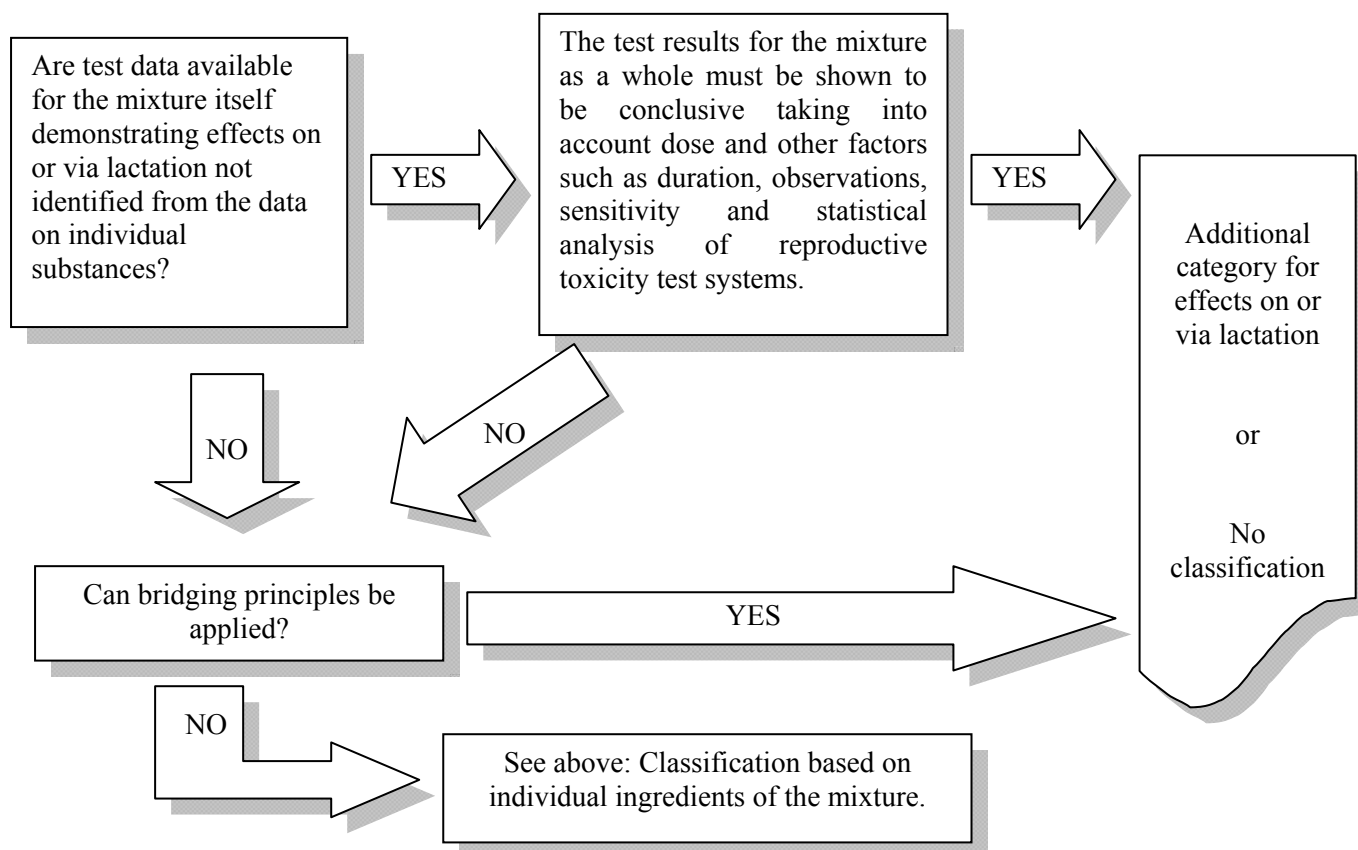 Are test data available
for the mixture itself
demonstrating effects on
or via lactation not
identified from the data
on individual
substances?
YES
The test results for the mixture
as a whole must be shown to
be conclusive taking into
account dose and other factors
such as duration, observations,
sensitivity and statistical
analysis of reproductive
toxicity test systems.
YES
Additional
category for
effects on or
via lactation
or
No
classification
NO
NO
Can bridging principles be
applied?
YES
NO
See above: Classification based on
individual ingredients of the mixture.